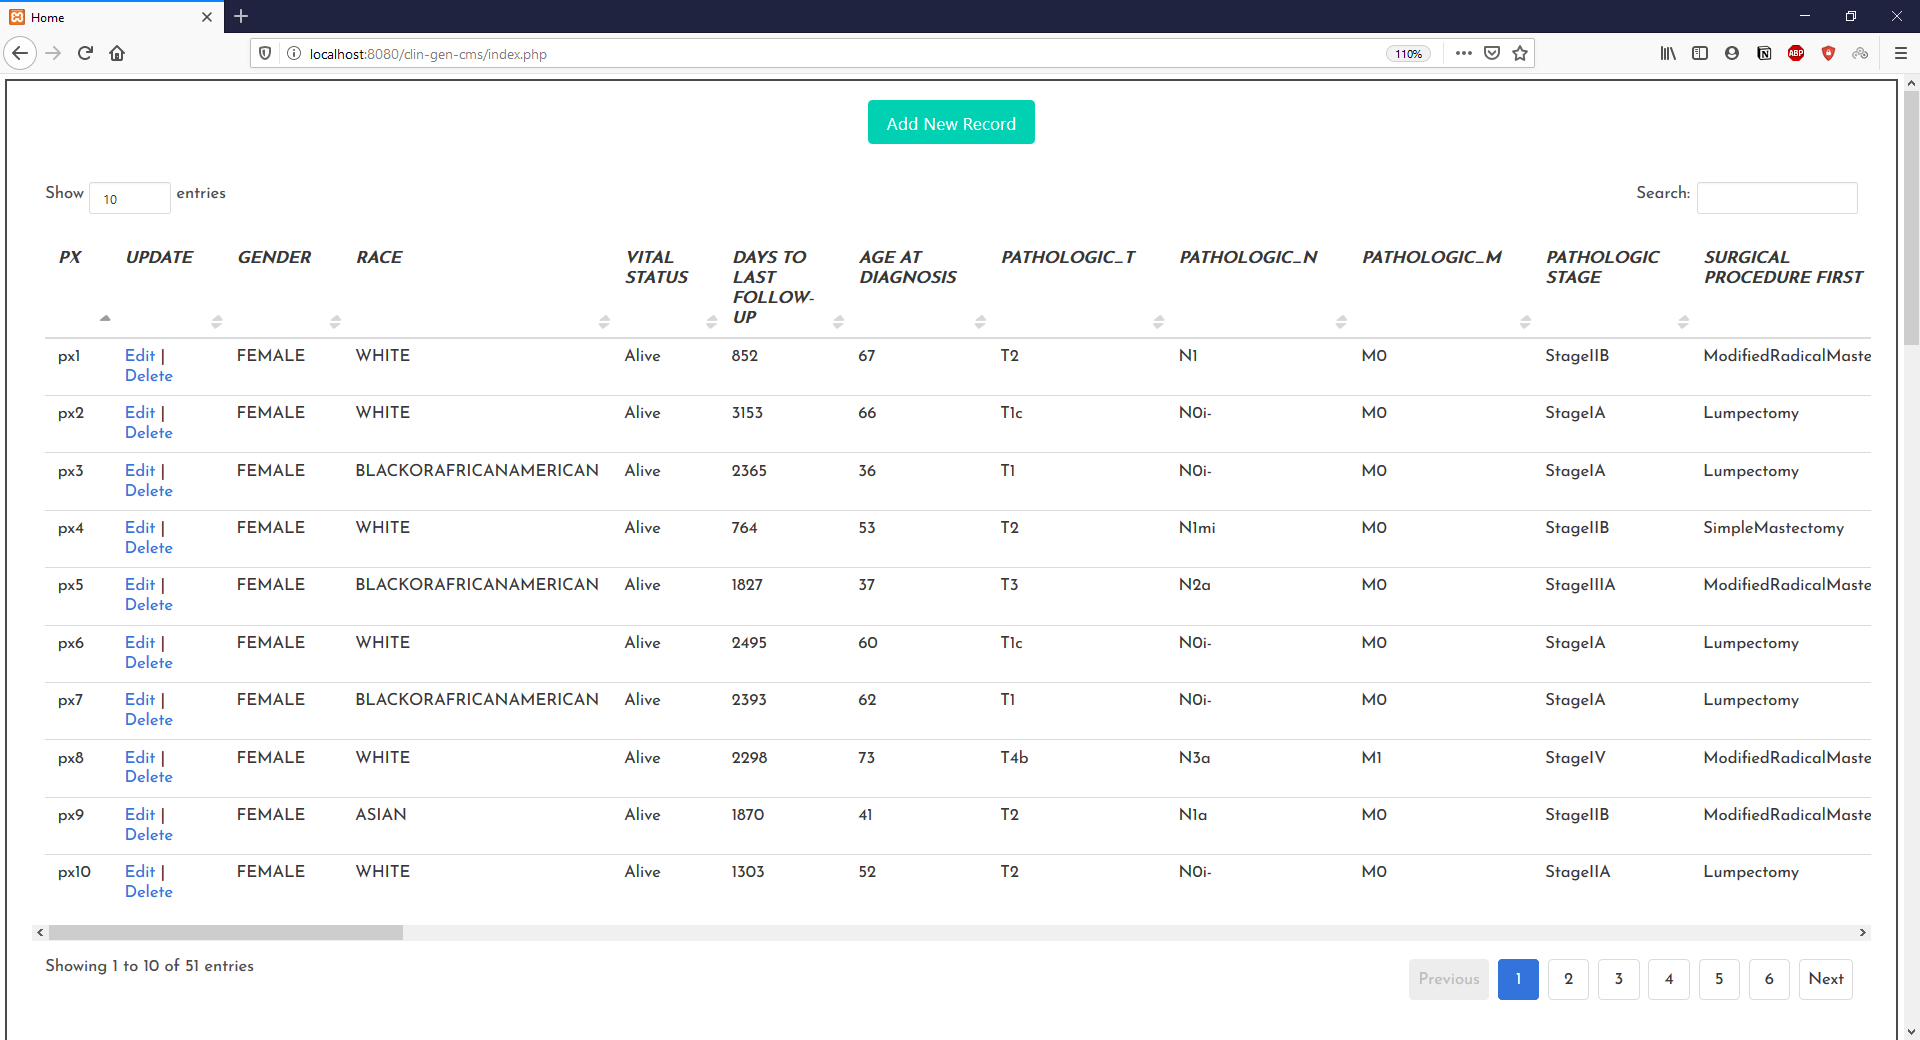 Home
localhost:8080/clin-gen-cms/index.php
110%
ABP
Add New Record
Show 10 entries
Search:
PX UPDATE GENDER RACE VITAL STATUS DAYS TO LAST FOLLOW-UP AGE AT DIAGNOSIS PATHOLOGIC_T PATHOLOGIC_N PATHOLOGIC_M PATHOLOGIC STAGE SURGICAL PROCEDURE FIRST
px1 Edit | Delete FEMALE WHITE Alive 852 67 T2 N1 M0 StageIIB ModifiedRadicalMaste
px2 Edit | Delete FEMALE WHITE Alive 3153 66 T1c N0i- M0 StageIA Lumpectomy
px3 Edit | Delete FEMALE BLACKORAFRICANAMERICAN Alive 2365 36 T1 N0i- M0 StageIA Lumpectomy
px4 Edit | Delete FEMALE WHITE Alive 764 53 T2 N1mi M0 StageIIB SimpleMastectomy
px5 Edit | Delete FEMALE BLACKORAFRICANAMERICAN Alive 1827 37 T3 N2a M0 StageIIIA ModifiedRadicalMaste
px6 Edit | Delete FEMALE WHITE Alive 2495 60 T1c N0i- M0 StageIA Lumpectomy
px7 Edit | Delete FEMALE BLACKORAFRICANAMERICAN Alive 2393 62 T1 N0i- M0 StageIA Lumpectomy
px8 Edit | Delete FEMALE WHITE Alive 2298 73 T4b N3a M1 StageIV ModifiedRadicalMaste
px9 Edit | Delete FEMALE ASIAN Alive 1870 41 T2 N1a M0 StageIIB ModifiedRadicalMaste
px10 Edit | Delete FEMALE WHITE Alive 1303 52 T2 N0i- M0 StageIIA Lumpectomy
Showing 1 to 10 of 51 entries
Previous 1 2 3 4 5 6 Next